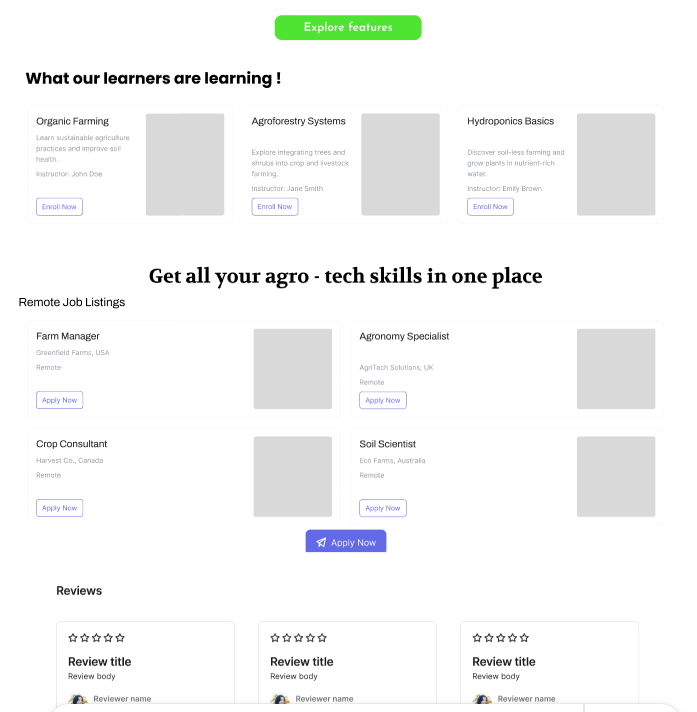 Explore features
What our learners are learning !
Organic Farming
Learn sustainable agriculture
practices and improve soil
health.
Instructor: John Doe
Enroll Now
Agroforestry Systems
Explore integrating trees and
shrubs into crop and livestock
farming.
Instructor: Jane Smith
Enroll Now
Hydroponics Basics
Discover soil-less farming and
grow plants in nutrient-rich
water.
Instructor: Emily Brown
Enroll Now
Get all your agro - tech skills in one place
Remote Job Listings
Farm Manager
Greenfield Farms, USA
Remote
Apply Now
Agronomy Specialist
AgriTech Solutions, UK
Remote
Apply Now
Crop Consultant
Harvest Co., Canada
Remote
Apply Now
Soil Scientist
Eco Farms, Australia
Remote
Apply Now
Apply Now
Reviews
Review title
Review body
Reviewer name
Review title
Review body
Reviewer name
Review title
Review body
Reviewer name